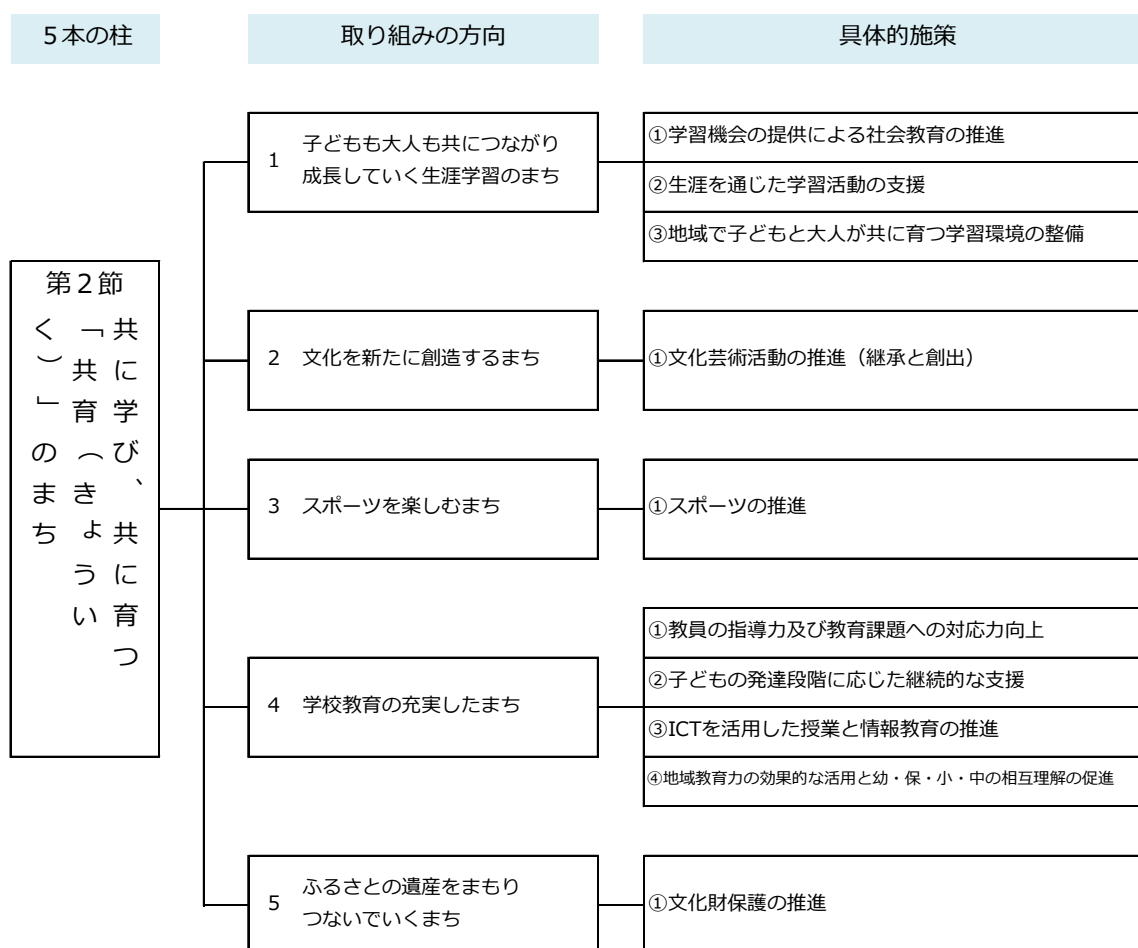 5本の柱
取り組みの方向
具体的施策
第2節
共に学び、共に育つ
「共育(きょうい
く)」のまち
1 子どもも大人も共につながり
成長していく生涯学習のまち
①学習機会の提供による社会教育の推進
②生涯を通じた学習活動の支援
③地域で子どもと大人が共に育つ学習環境の整備
2 文化を新たに創造するまち
①文化芸術活動の推進(継承と創出)
3 スポーツを楽しむまち
①スポーツの推進
4 学校教育の充実したまち
①教員の指導力及び教育課題への対応力向上
②子どもの発達段階に応じた継続的な支援
③ICTを活用した授業と情報教育の推進
④地域教育力の効果的な活用と幼・保・小・中の相互理解の促進
5 ふるさとの遺産をまもり
つないでいくまち
①文化財保護の推進